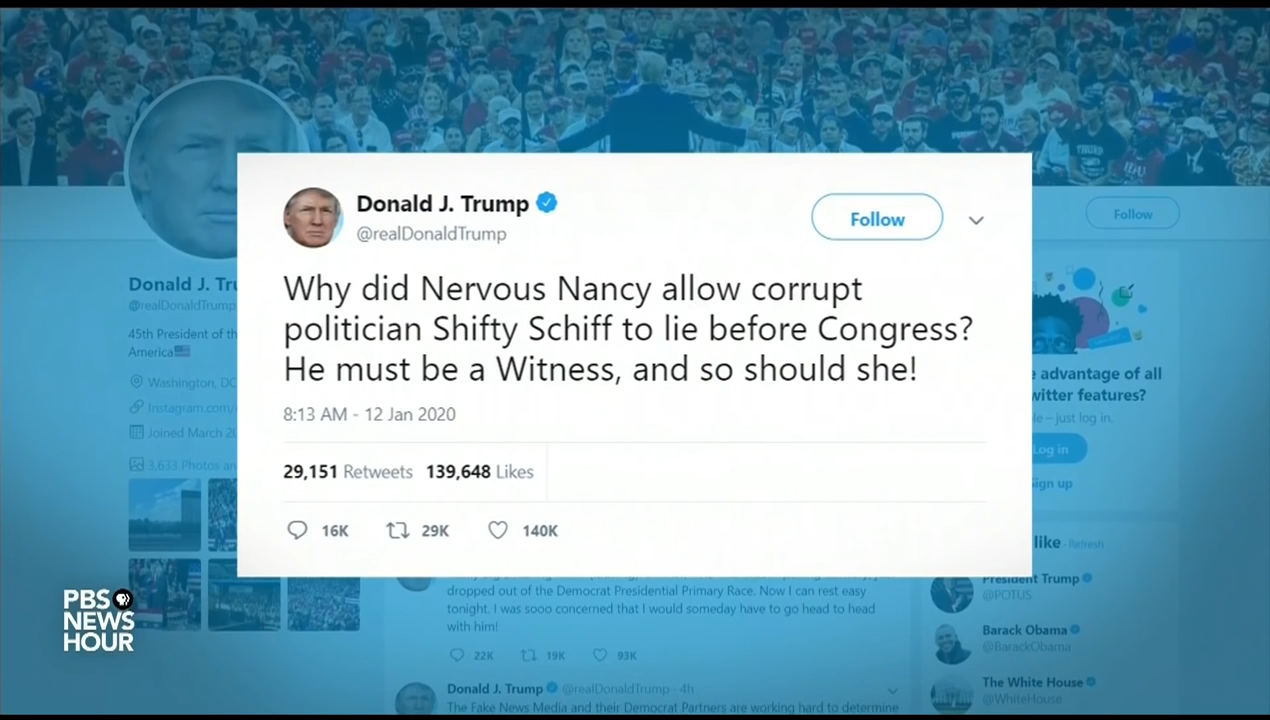 Donald J. Trump
@realDonaldTrump
Follow
Why did Nervous Nancy allow corrupt
politician Shifty Schiff to lie before Congress?
He must be a Witness, and so should she!
8:13 AM - 12 Jan 2020
29,151 Retweets 139,648 Likes
16K 29K 140K
Follow
Donald J.
@realDonaldTrump
45th President of
America
Washington, DC
Instagram.com
Joined March
3,633 Photos
advantage of all
features?
just log in.
Log in
Sign up
like · Refresh
President Trump
@POTUS
Barack Obama
@BarackObama
The White House
@WhiteHouse
dropped out of the Democrat Presidential Primary Race. Now I can rest easy
tonight. I was sooo concerned that I would someday have to go head to head
with him!
22K 19K 93K
Donald J. Trump @realDonaldTrump · 4h
The Fake News Media and their Democrat Partners are working hard to determine
PBS
NEWS
HOUR